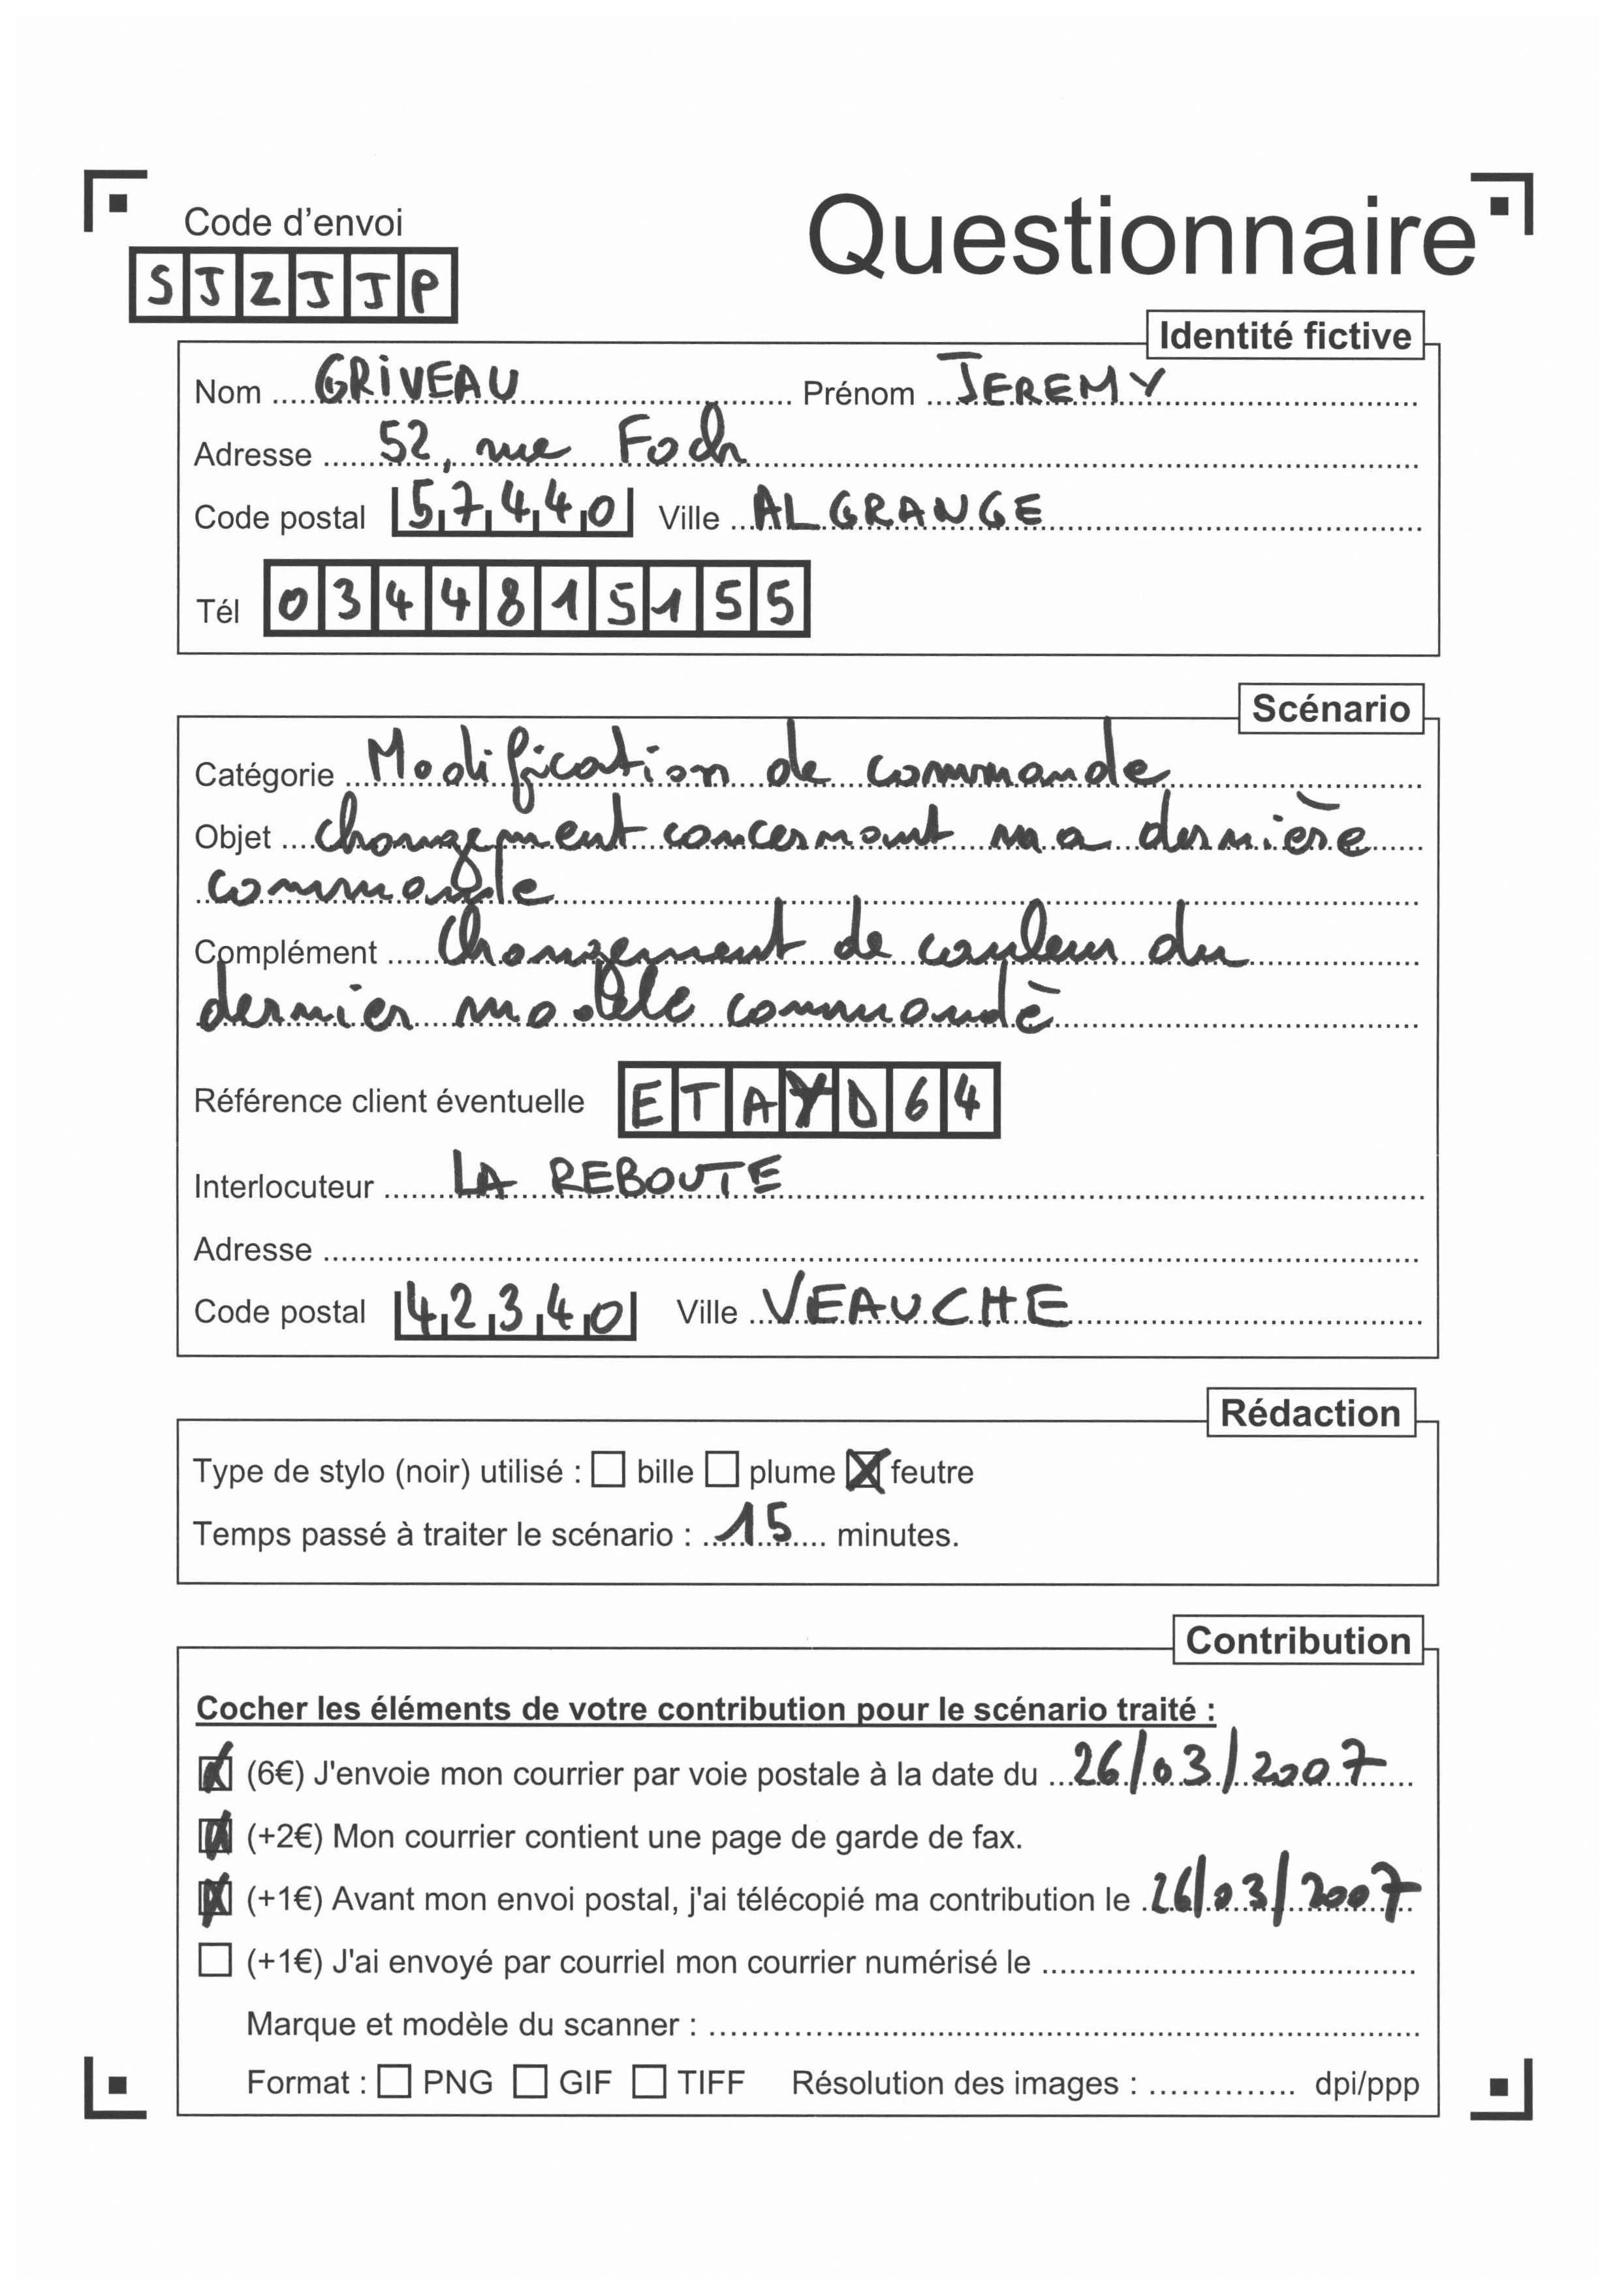 Code d'envoi
Questionnaire
SJZJJP
Identité fictive
Nom GRIVEAU Prénom JEREMY
Adresse 52, rue Foch
Code postal 57440 Ville ALGRANGE
Tél 0344815155
Scénario
Catégorie Modification de commande
Objet changement concernant ma dernière
commande
Complément Changement de couleur du
dernier modèle commandé
Référence client éventuelle ETAYD64
Interlocuteur LA REBOUTE
Adresse
Code postal 42340 Ville VEAUCHE
Rédaction
Type de stylo (noir) utilisé : bille plume feutre
Temps passé à traiter le scénario : 15 minutes.
Contribution
Cocher les éléments de votre contribution pour le scénario traité :
(6€) J'envoie mon courrier par voie postale à la date du 26/03/2007
(+2€) Mon courrier contient une page de garde de fax.
(+1€) Avant mon envoi postal, j'ai télécopié ma contribution le 26/03/2007
(+1€) J'ai envoyé par courriel mon courrier numérisé le
Marque et modèle du scanner :
Format : PNG GIF TIFF Résolution des images : dpi/ppp